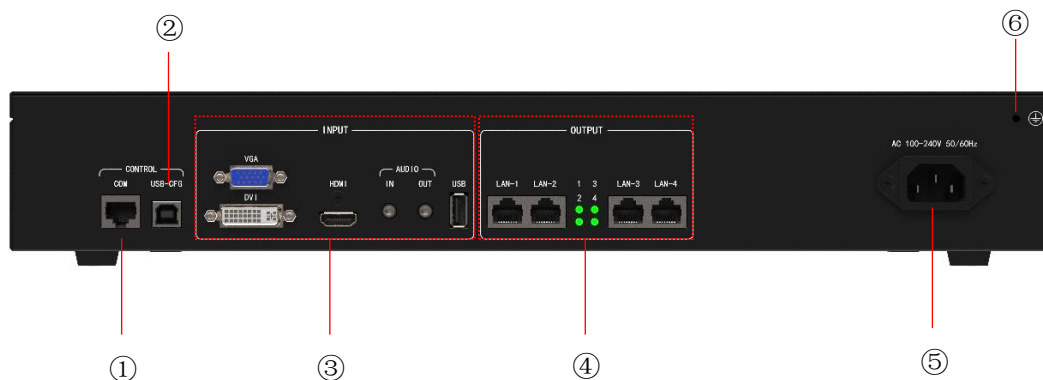 ② ⑥
INPUT OUTPUT
AC 100-240V 50/60Hz
CONTROL VGA AUDIO
COM USB-CFG HDMI IN OUT USB LAN-1 LAN-2 1 3 LAN-3 LAN-4
DVI 2 4
① ③ ④ ⑤